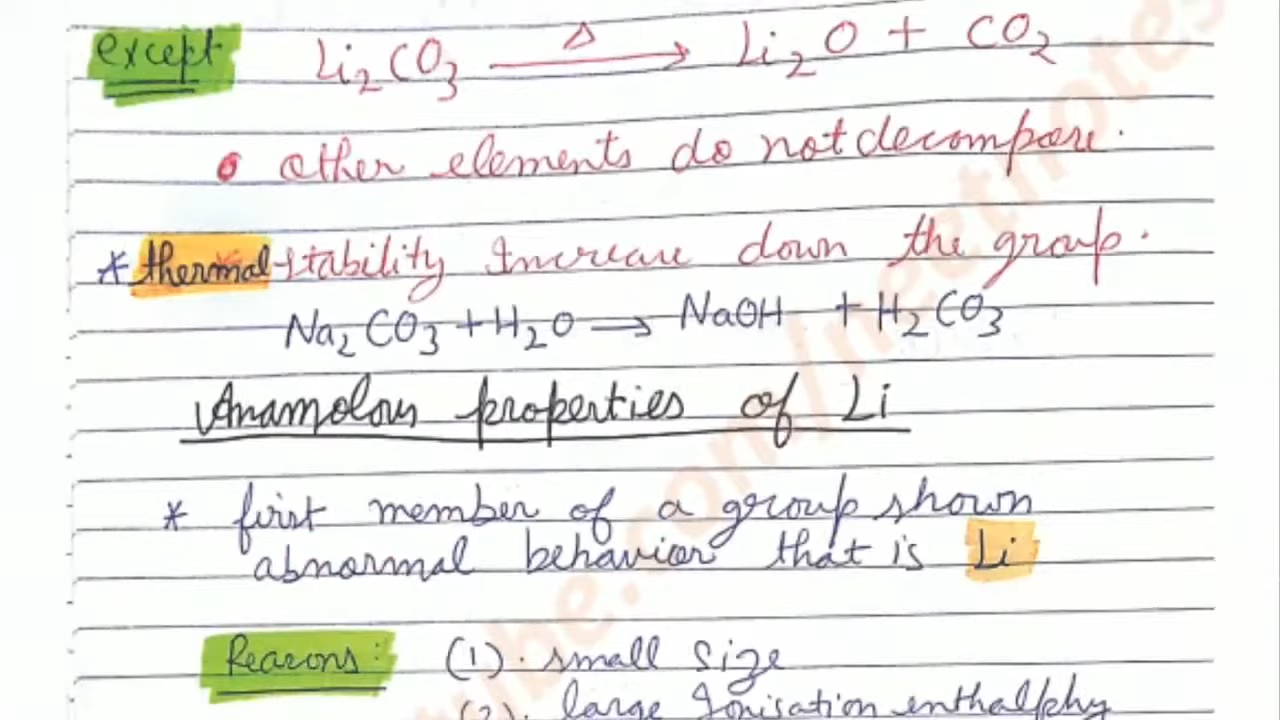 except Li₂CO₃ —Δ→ Li₂O + CO₂
• other elements do not decompose.
* thermal stability Increase down the group.
Na₂CO₃ + H₂O → NaOH + H₂CO₃
Anamolous properties of Li
* first member of a group shown
abnormal behavior that is Li
Reasons: (1). small size
(2). large Ionisation enthalphy